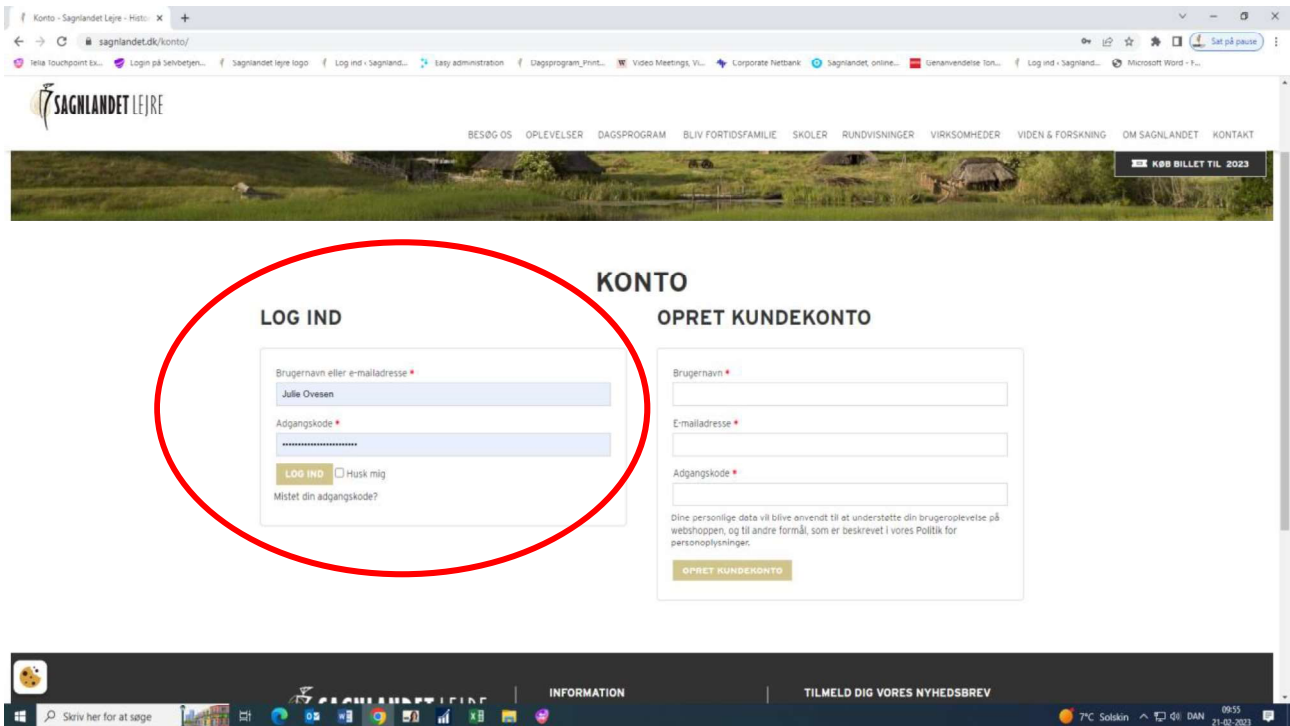 Konto - Sagnlandet Lejre - Histo
sagnlandet.dk/konto/
Sat på pause
Telia Touchpoint Ex... Login på Selvbetjen... Sagnlandet lejre logo Log ind ‹ Sagnland... Easy administration Dagsprogram_Print... Video Meetings, Vi... Corporate Netbank Sagnlandet, online... Genanvendelse Ton... Log ind ‹ Sagnland... Microsoft Word - F...
SAGNLANDET LEJRE
BESØG OS OPLEVELSER DAGSPROGRAM BLIV FORTIDSFAMILIE SKOLER RUNDVISNINGER VIRKSOMHEDER VIDEN & FORSKNING OM SAGNLANDET KONTAKT
KØB BILLET TIL 2023
KONTO
LOG IND
Brugernavn eller e-mailadresse *
Julie Ovesen
Adgangskode *
LOG IND Husk mig
Mistet din adgangskode?
OPRET KUNDEKONTO
Brugernavn *
E-mailadresse *
Adgangskode *
Dine personlige data vil blive anvendt til at understøtte din brugeroplevelse på
webshoppen, og til andre formål, som er beskrevet i vores Politik for
personoplysninger.
OPRET KUNDEKONTO
SAGNLANDET LEJRE
INFORMATION
TILMELD DIG VORES NYHEDSBREV
Skriv her for at søge
7°C Solskin
DAN
09:55
21-02-2023